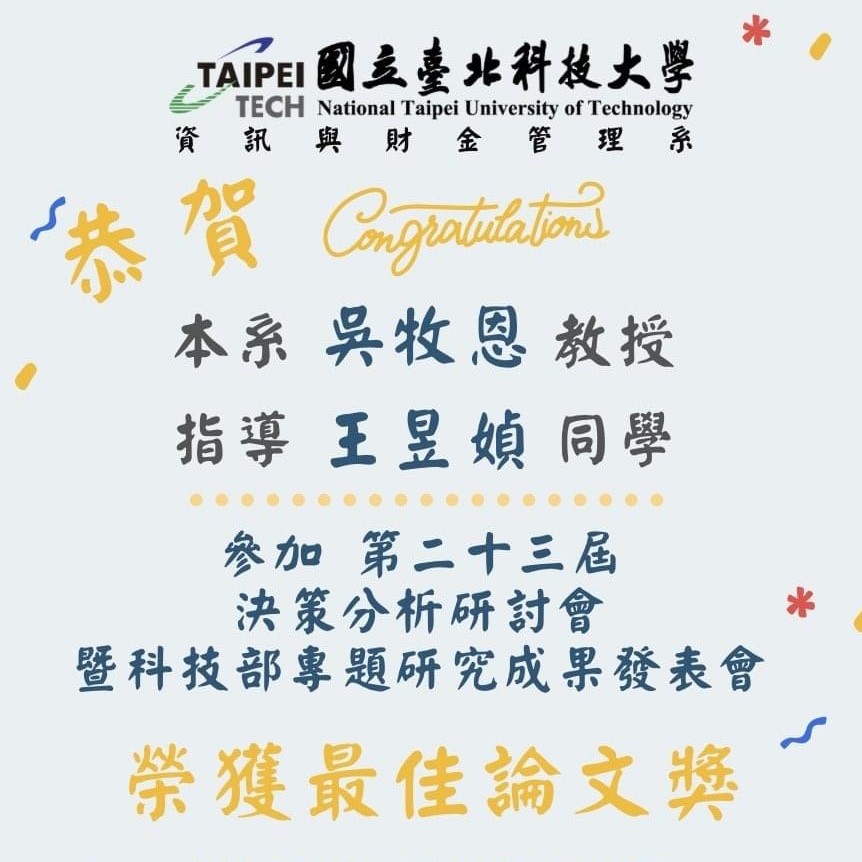 TAIPEI TECH 國立臺北科技大學
National Taipei University of Technology
資訊與財金管理系
恭賀 Congratulations
本系 吳牧恩 教授
指導 王昱媜 同學
參加 第二十三屆
決策分析研討會
暨科技部專題研究成果發表會
榮獲最佳論文獎